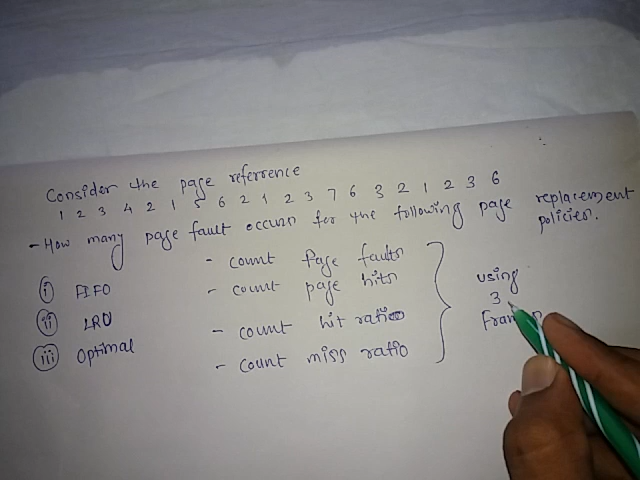 Consider the page reference
1 2 3 4 2 1 5 6 2 1 2 3 7 6 3 2 1 2 3 6
- How many page fault occurs for the following page replacement policies.
(i) FIFO - count Page faults
(ii) LRU - count page hits
(iii) Optimal - count hit ratio
- count miss ratio
using
3